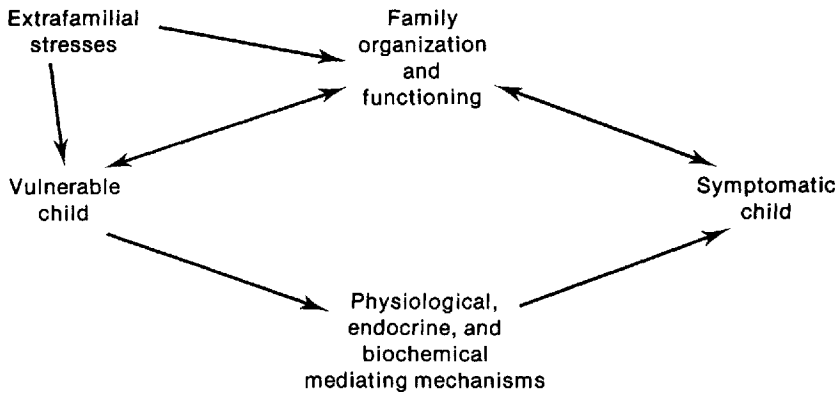 Extrafamilial
stresses
Family
organization
and
functioning
Vulnerable
child
Symptomatic
child
Physiological,
endocrine, and
biochemical
mediating mechanisms